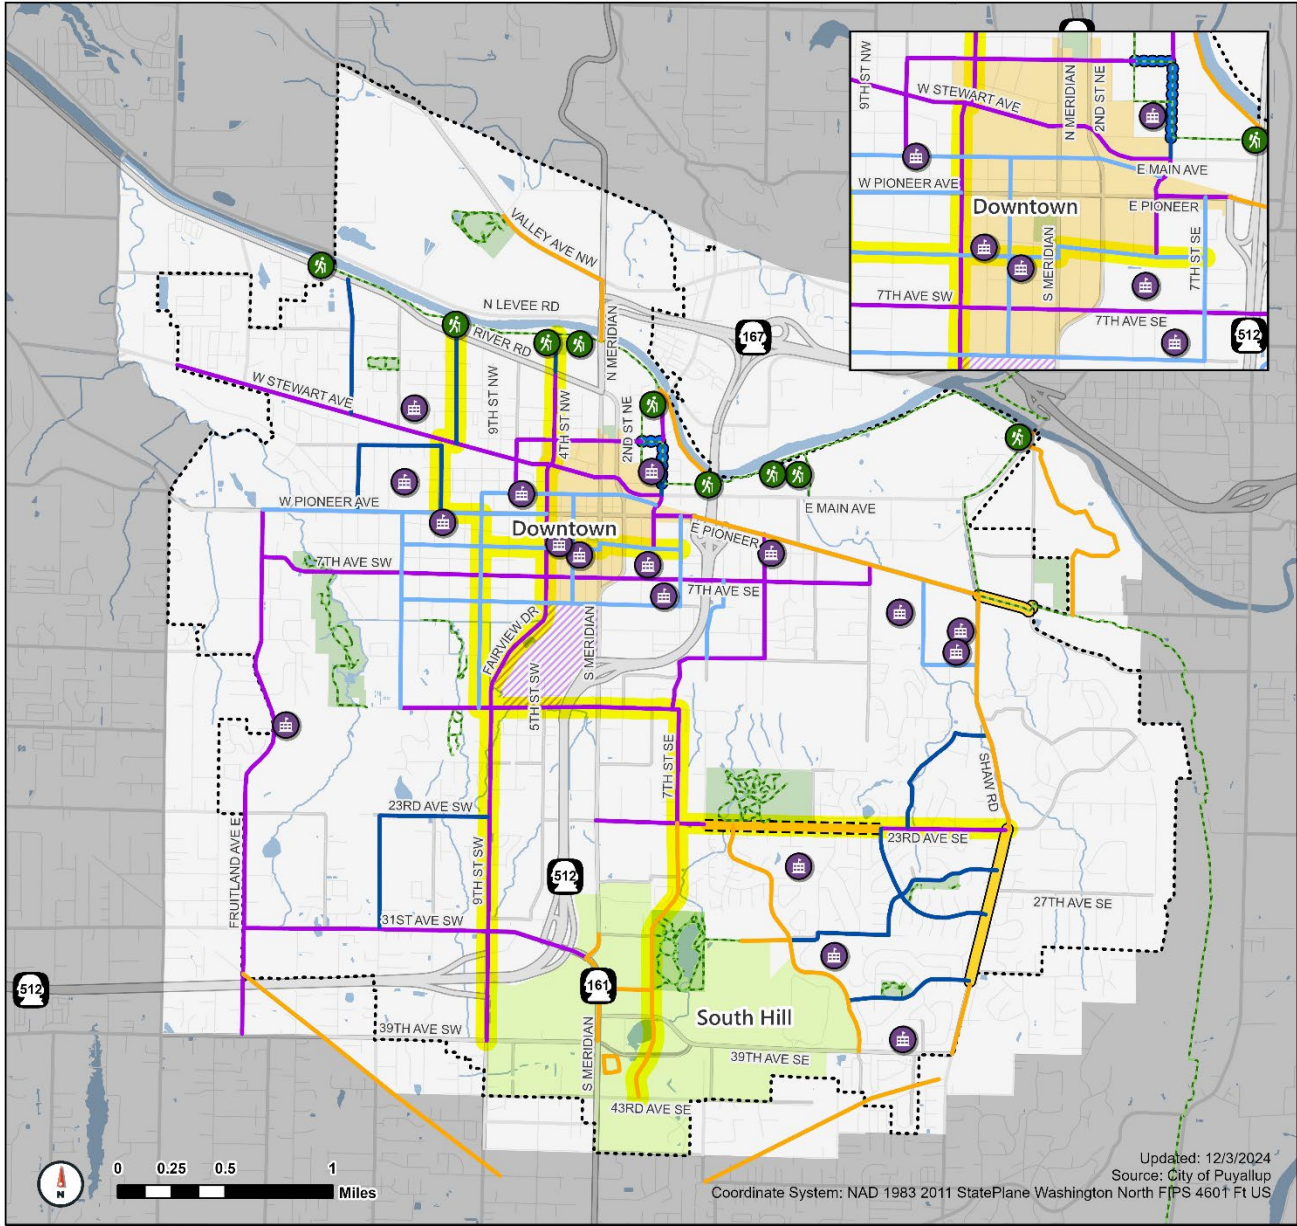 9TH ST NW
W STEWART AVE
N MERIDIAN
2ND ST NE
E MAIN AVE
W PIONEER AVE
Downtown
E PIONEER
S MERIDIAN
7TH ST SE
7TH AVE SW
7TH AVE SE
512
VALLEY AVE NW
N LEVEE RD
RIVER RD
N MERIDIAN
167
W STEWART AVE
9TH ST NW
4TH ST NW
2ND ST NE
W PIONEER AVE
E MAIN AVE
Downtown
E PIONEER
7TH AVE SW
7TH AVE SE
FAIRVIEW DR
S MERIDIAN
5TH ST SW
7TH ST SE
SHAW RD
23RD AVE SW
23RD AVE SE
FRUITLAND AVE E
9TH ST SW
512
27TH AVE SE
31ST AVE SW
512
161
South Hill
39TH AVE SW
S MERIDIAN
39TH AVE SE
43RD AVE SE
N
0 0.25 0.5 1
Miles
Updated: 12/3/2024
Source: City of Puyallup
Coordinate System: NAD 1983 2011 StatePlane Washington North FIPS 4601 Ft US